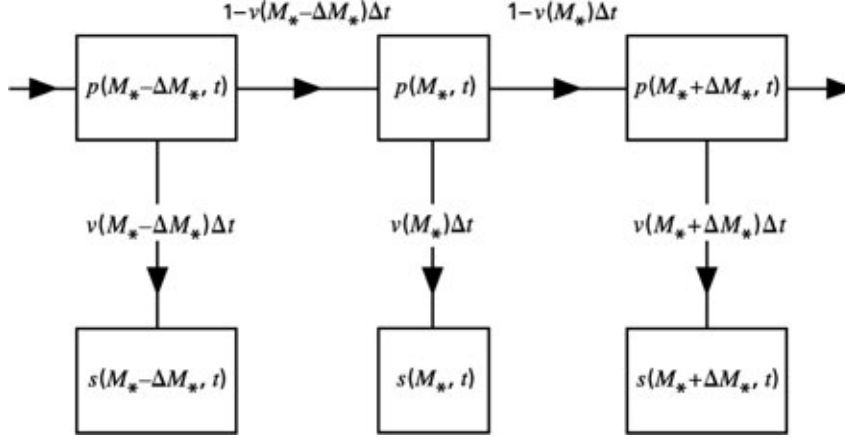 1−v(M*−ΔM*)Δt 1−v(M*)Δt
p(M*−ΔM*, t) p(M*, t) p(M*+ΔM*, t)
v(M*−ΔM*)Δt v(M*)Δt v(M*+ΔM*)Δt
s(M*−ΔM*, t) s(M*, t) s(M*+ΔM*, t)